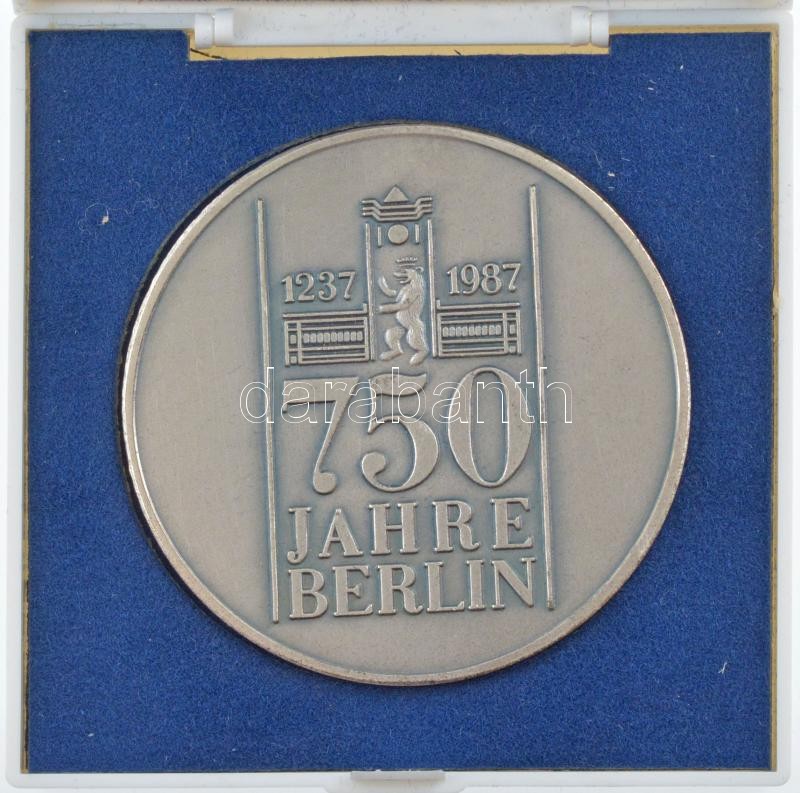 1237 1987
750
darabanth
JAHRE
BERLIN